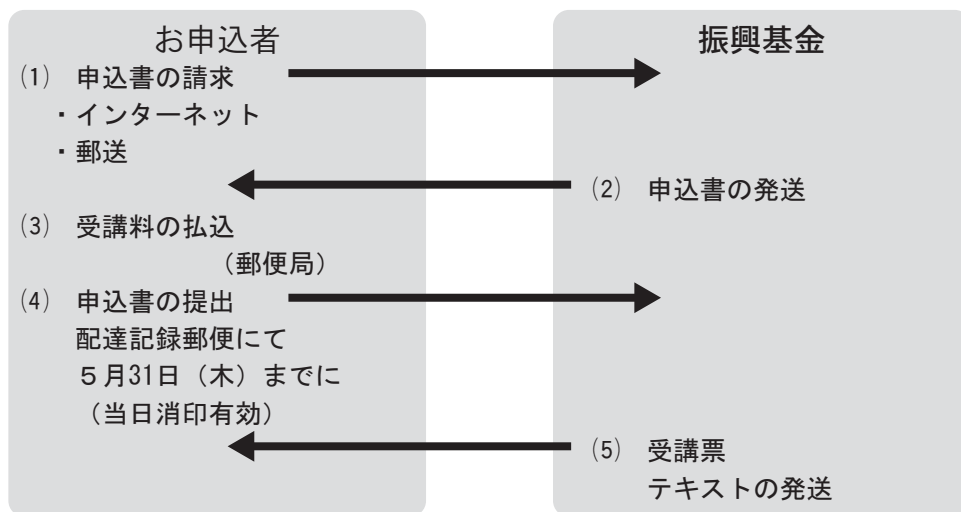 お申込者
振興基金
(1) 申込書の請求
・インターネット
・郵送
(2) 申込書の発送
(3) 受講料の払込
（郵便局）
(4) 申込書の提出
配達記録郵便にて
５月31日（木）までに
（当日消印有効）
(5) 受講票
テキストの発送